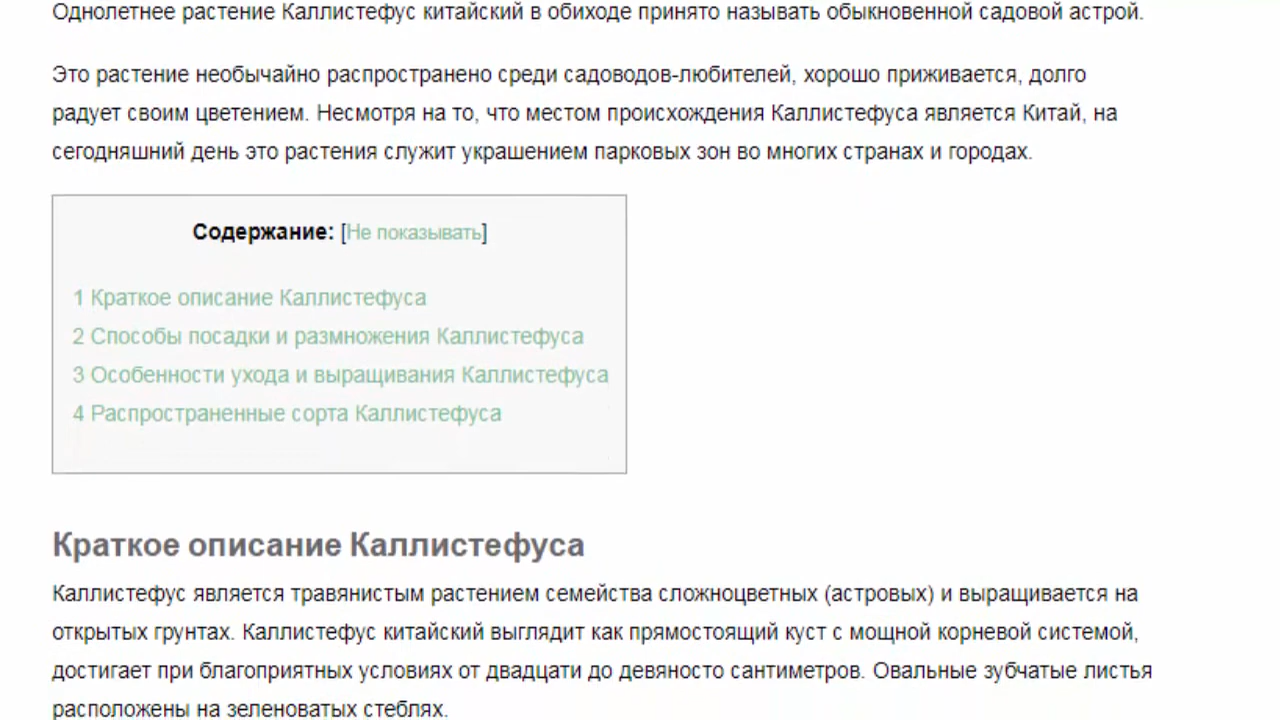 Однолетнее растение Каллистефус китайский в обиходе принято называть обыкновенной садовой астрой.
Это растение необычайно распространено среди садоводов-любителей, хорошо приживается, долго
радует своим цветением. Несмотря на то, что местом происхождения Каллистефуса является Китай, на
сегодняшний день это растения служит украшением парковых зон во многих странах и городах.
Содержание: [Не показывать]
1 Краткое описание Каллистефуса
2 Способы посадки и размножения Каллистефуса
3 Особенности ухода и выращивания Каллистефуса
4 Распространенные сорта Каллистефуса
Краткое описание Каллистефуса
Каллистефус является травянистым растением семейства сложноцветных (астровых) и выращивается на
открытых грунтах. Каллистефус китайский выглядит как прямостоящий куст с мощной корневой системой,
достигает при благоприятных условиях от двадцати до девяносто сантиметров. Овальные зубчатые листья
расположены на зеленоватых стеблях.